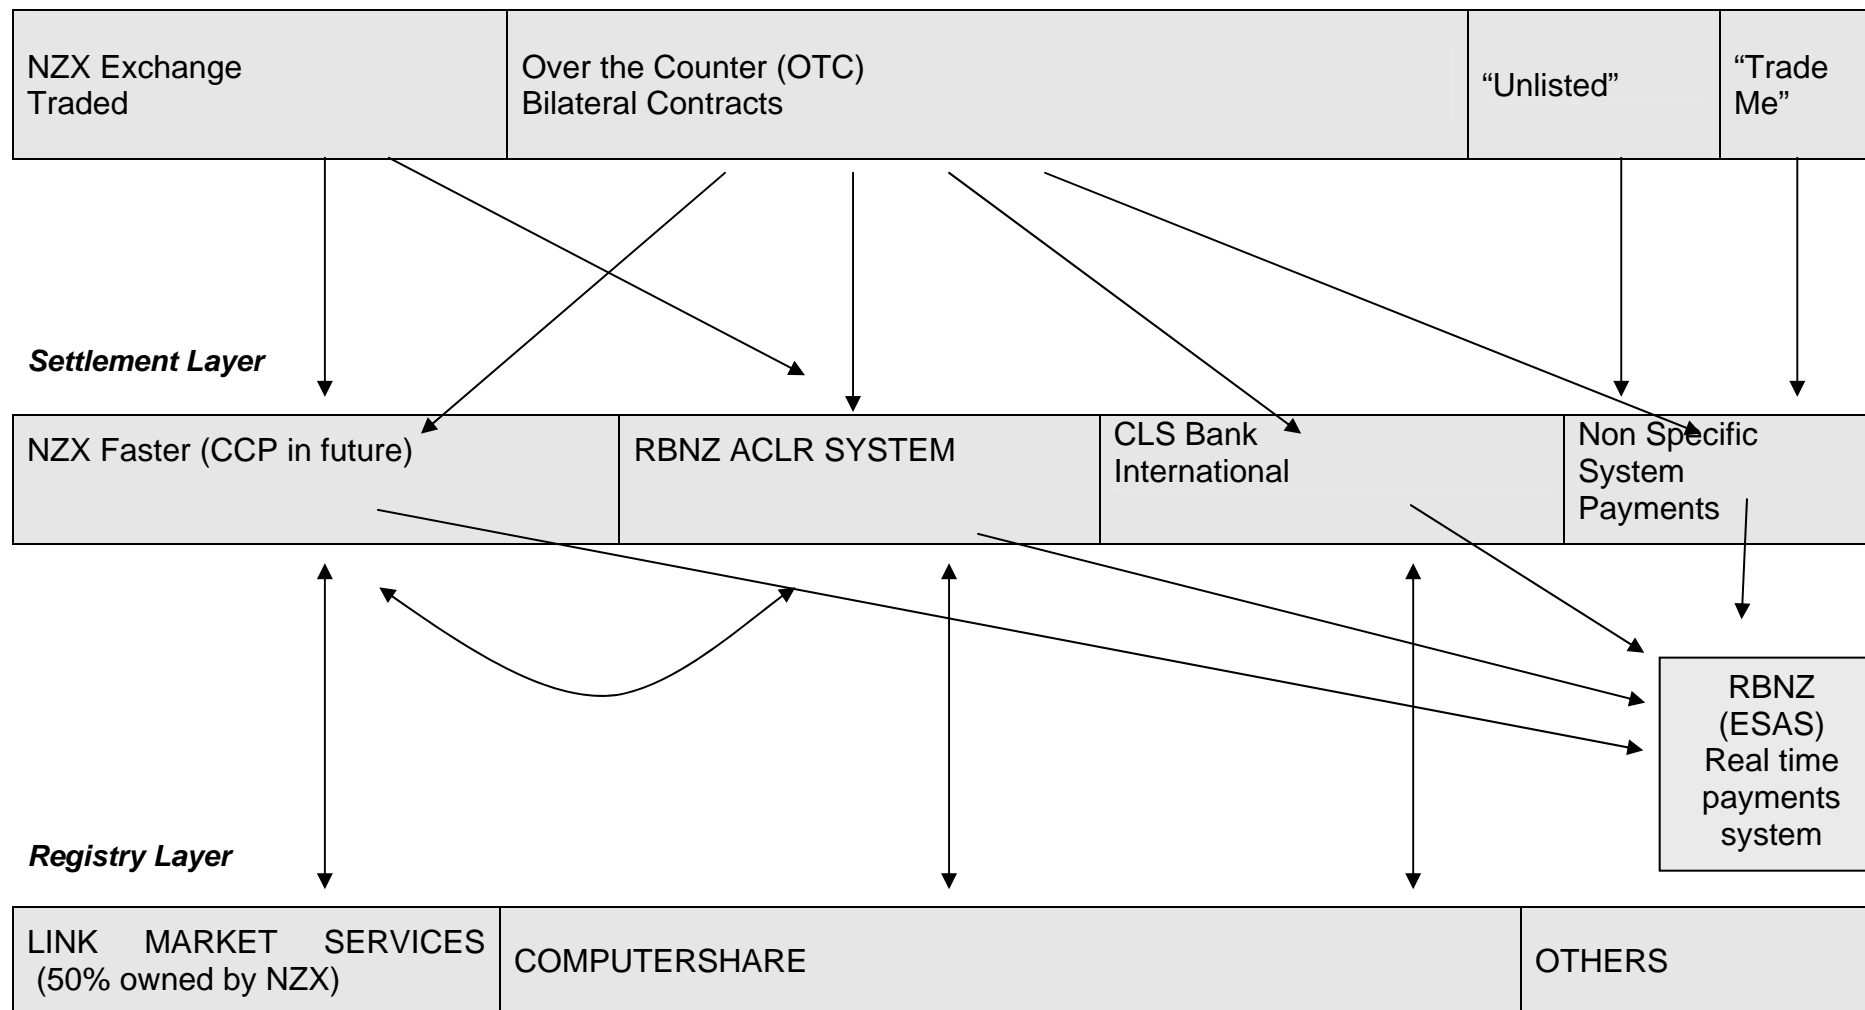 NZX Exchange
Traded
Over the Counter (OTC)
Bilateral Contracts
“Unlisted”
“Trade
Me”
Settlement Layer
NZX Faster (CCP in future)
RBNZ ACLR SYSTEM
CLS Bank
International
Non Specific
System
Payments
RBNZ
(ESAS)
Real time
payments
system
Registry Layer
LINK MARKET SERVICES
(50% owned by NZX)
COMPUTERSHARE
OTHERS